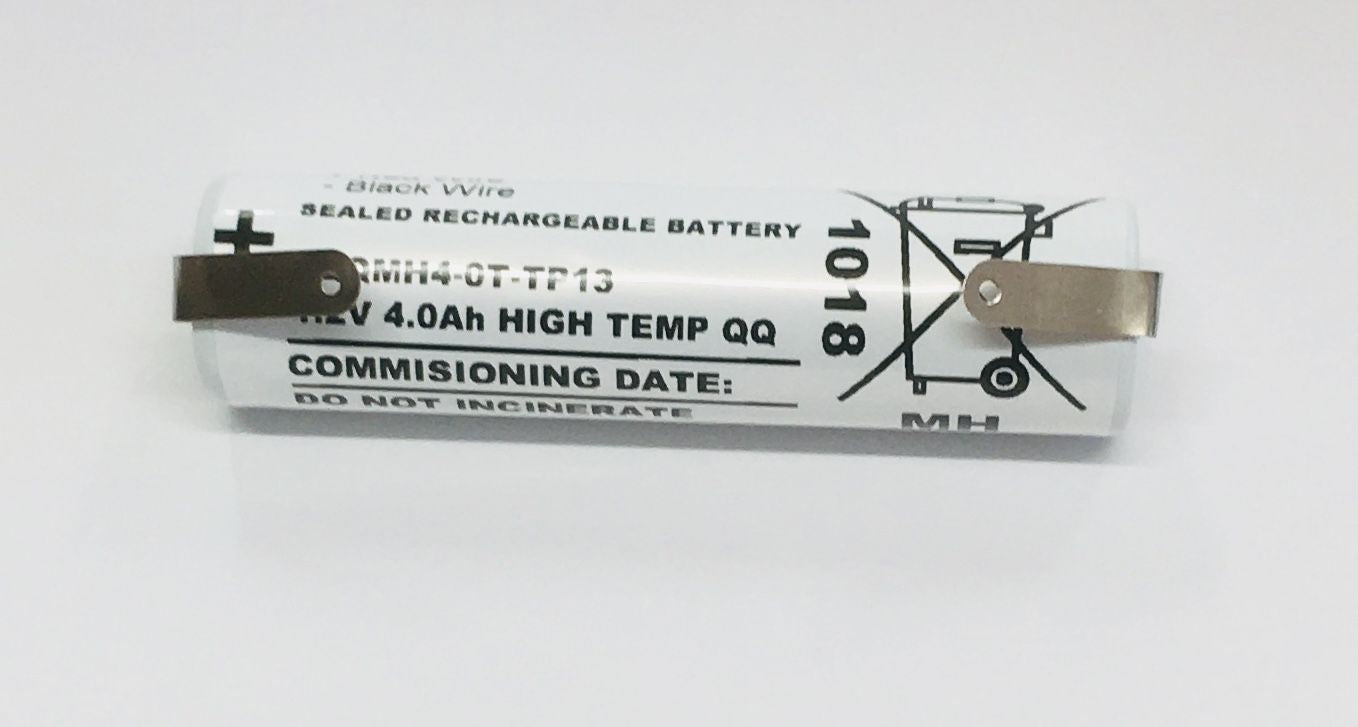 - Black Wire
SEALED RECHARGEABLE BATTERY
+
QMH4-0T-TP13
4.0Ah HIGH TEMP QQ
COMMISIONING DATE:
DO NOT INCINERATE
1018
MH